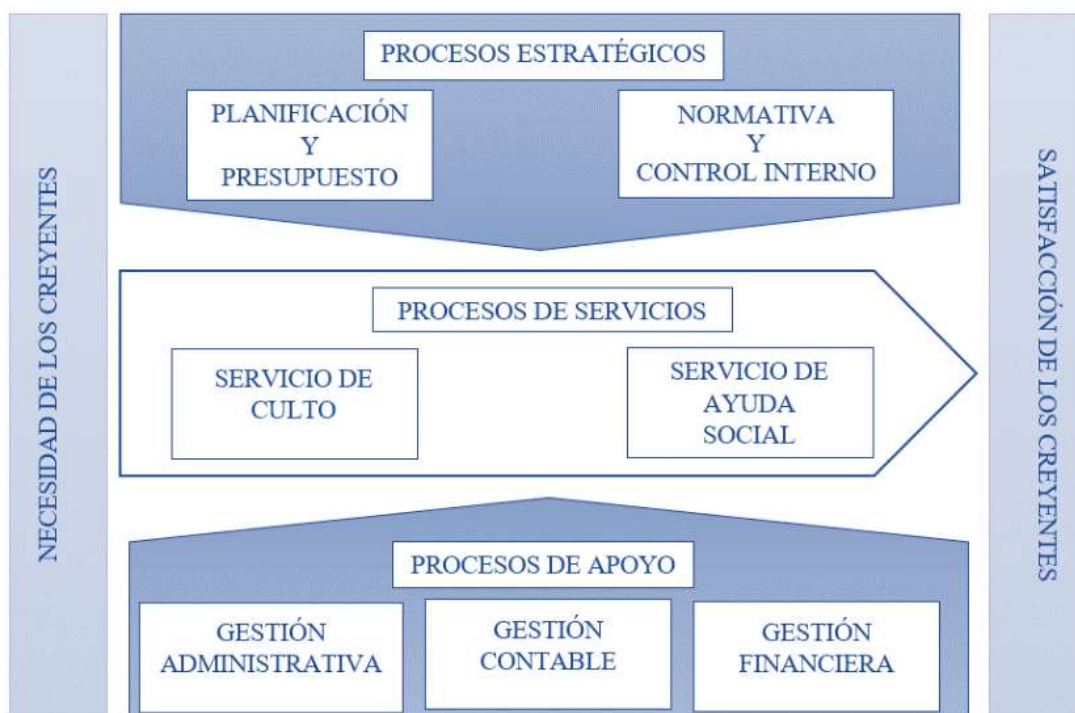 NECESIDAD DE LOS CREYENTES
PROCESOS ESTRATÉGICOS
PLANIFICACIÓN
Y
PRESUPUESTO
NORMATIVA
Y
CONTROL INTERNO
PROCESOS DE SERVICIOS
SERVICIO DE
CULTO
SERVICIO DE
AYUDA
SOCIAL
PROCESOS DE APOYO
GESTIÓN
ADMINISTRATIVA
GESTIÓN
CONTABLE
GESTIÓN
FINANCIERA
SATISFACCIÓN DE LOS CREYENTES